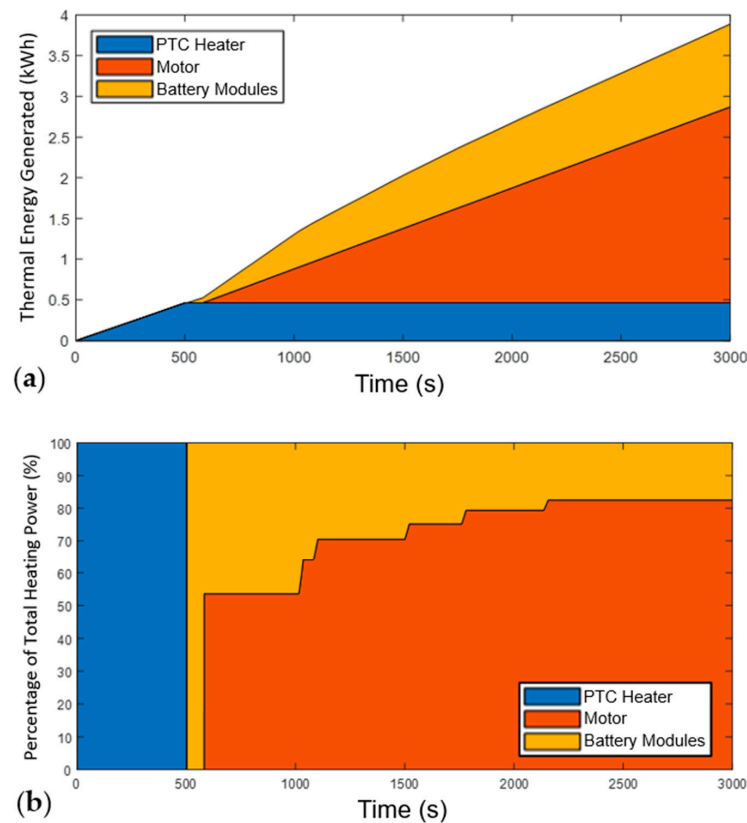 4
3.5
3
2.5
2
1.5
1
0.5
0
Thermal Energy Generated (kWh)
PTC Heater
Motor
Battery Modules
0 500 1000 1500 2000 2500 3000
Time (s)
(a)
100
90
80
70
60
50
40
30
20
10
0
Percentage of Total Heating Power (%)
PTC Heater
Motor
Battery Modules
0 500 1000 1500 2000 2500 3000
Time (s)
(b)